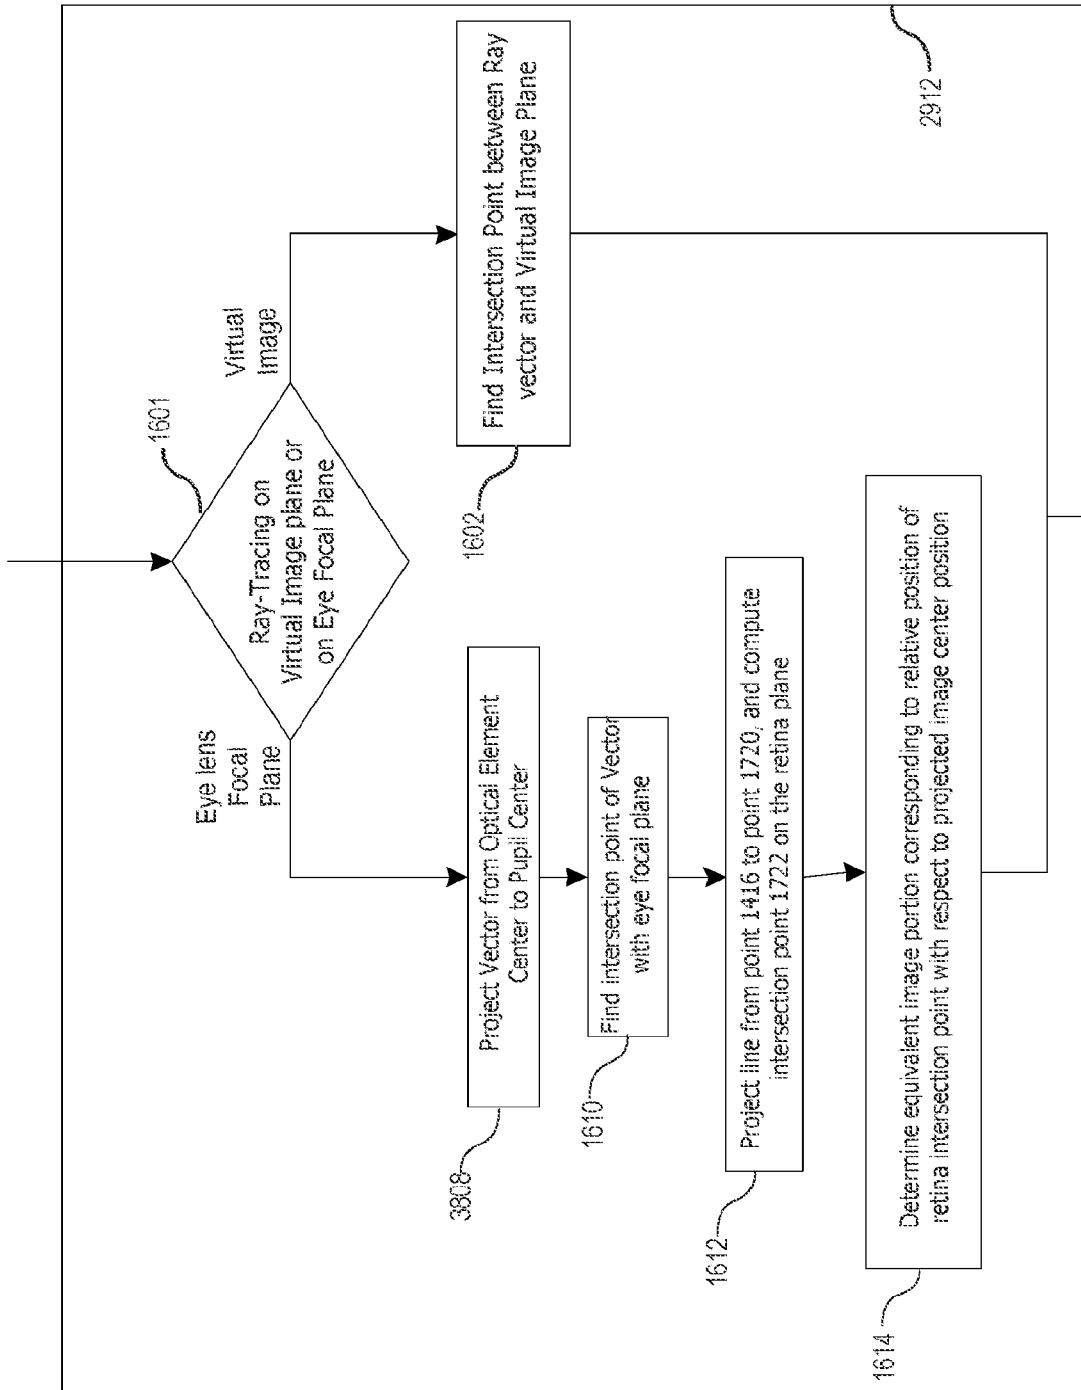 1601
Ray-Tracing on
Virtual Image plane or
on Eye Focal Plane
Eye lens
Focal
Plane
Virtual
Image
3808
Project Vector from Optical Element
Center to Pupil Center
1610
Find intersection point of Vector
with eye focal plane
1612
Project line from point 1416 to point 1720, and compute
intersection point 1722 on the retina plane
1614
Determine equivalent image portion corresponding to relative position of
retina intersection point with respect to projected image center position
1602
Find Intersection Point between Ray
vector and Virtual Image Plane
2912